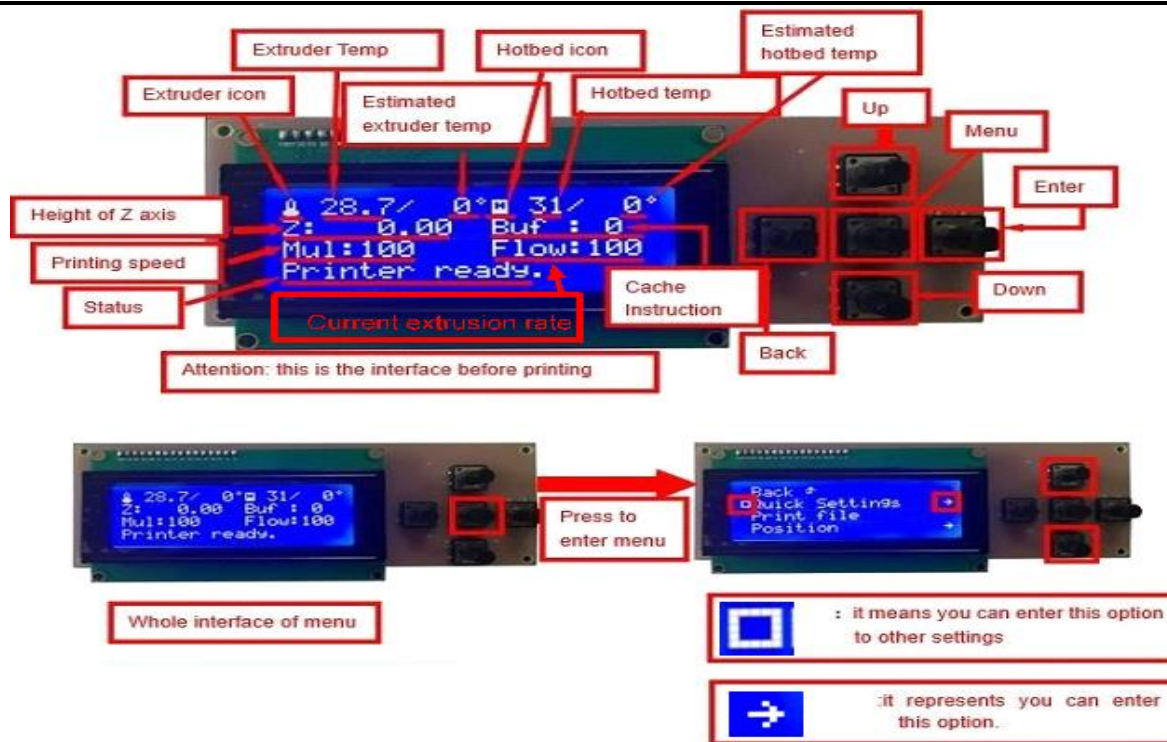 Extruder Temp
Hotbed icon
Estimated
hotbed temp
Extruder icon
Estimated
extruder temp
Hotbed temp
Up
Menu
Enter
Height of Z axis
Printing speed
Status
28.7/ 0° 31/ 0°
Z: 0.00 Buf : 0
Mul:100 Flow:100
Printer ready.
Current extrusion rate
Cache
Instruction
Down
Back
Attention: this is the interface before printing
28.7/ 0° 31/ 0°
Z: 0.00 Buf : 0
Mul:100 Flow:100
Printer ready.
Press to
enter menu
Back
Quick Settings →
Print file
Position →
Whole interface of menu
: it means you can enter this option
to other settings
→ :it represents you can enter
this option.